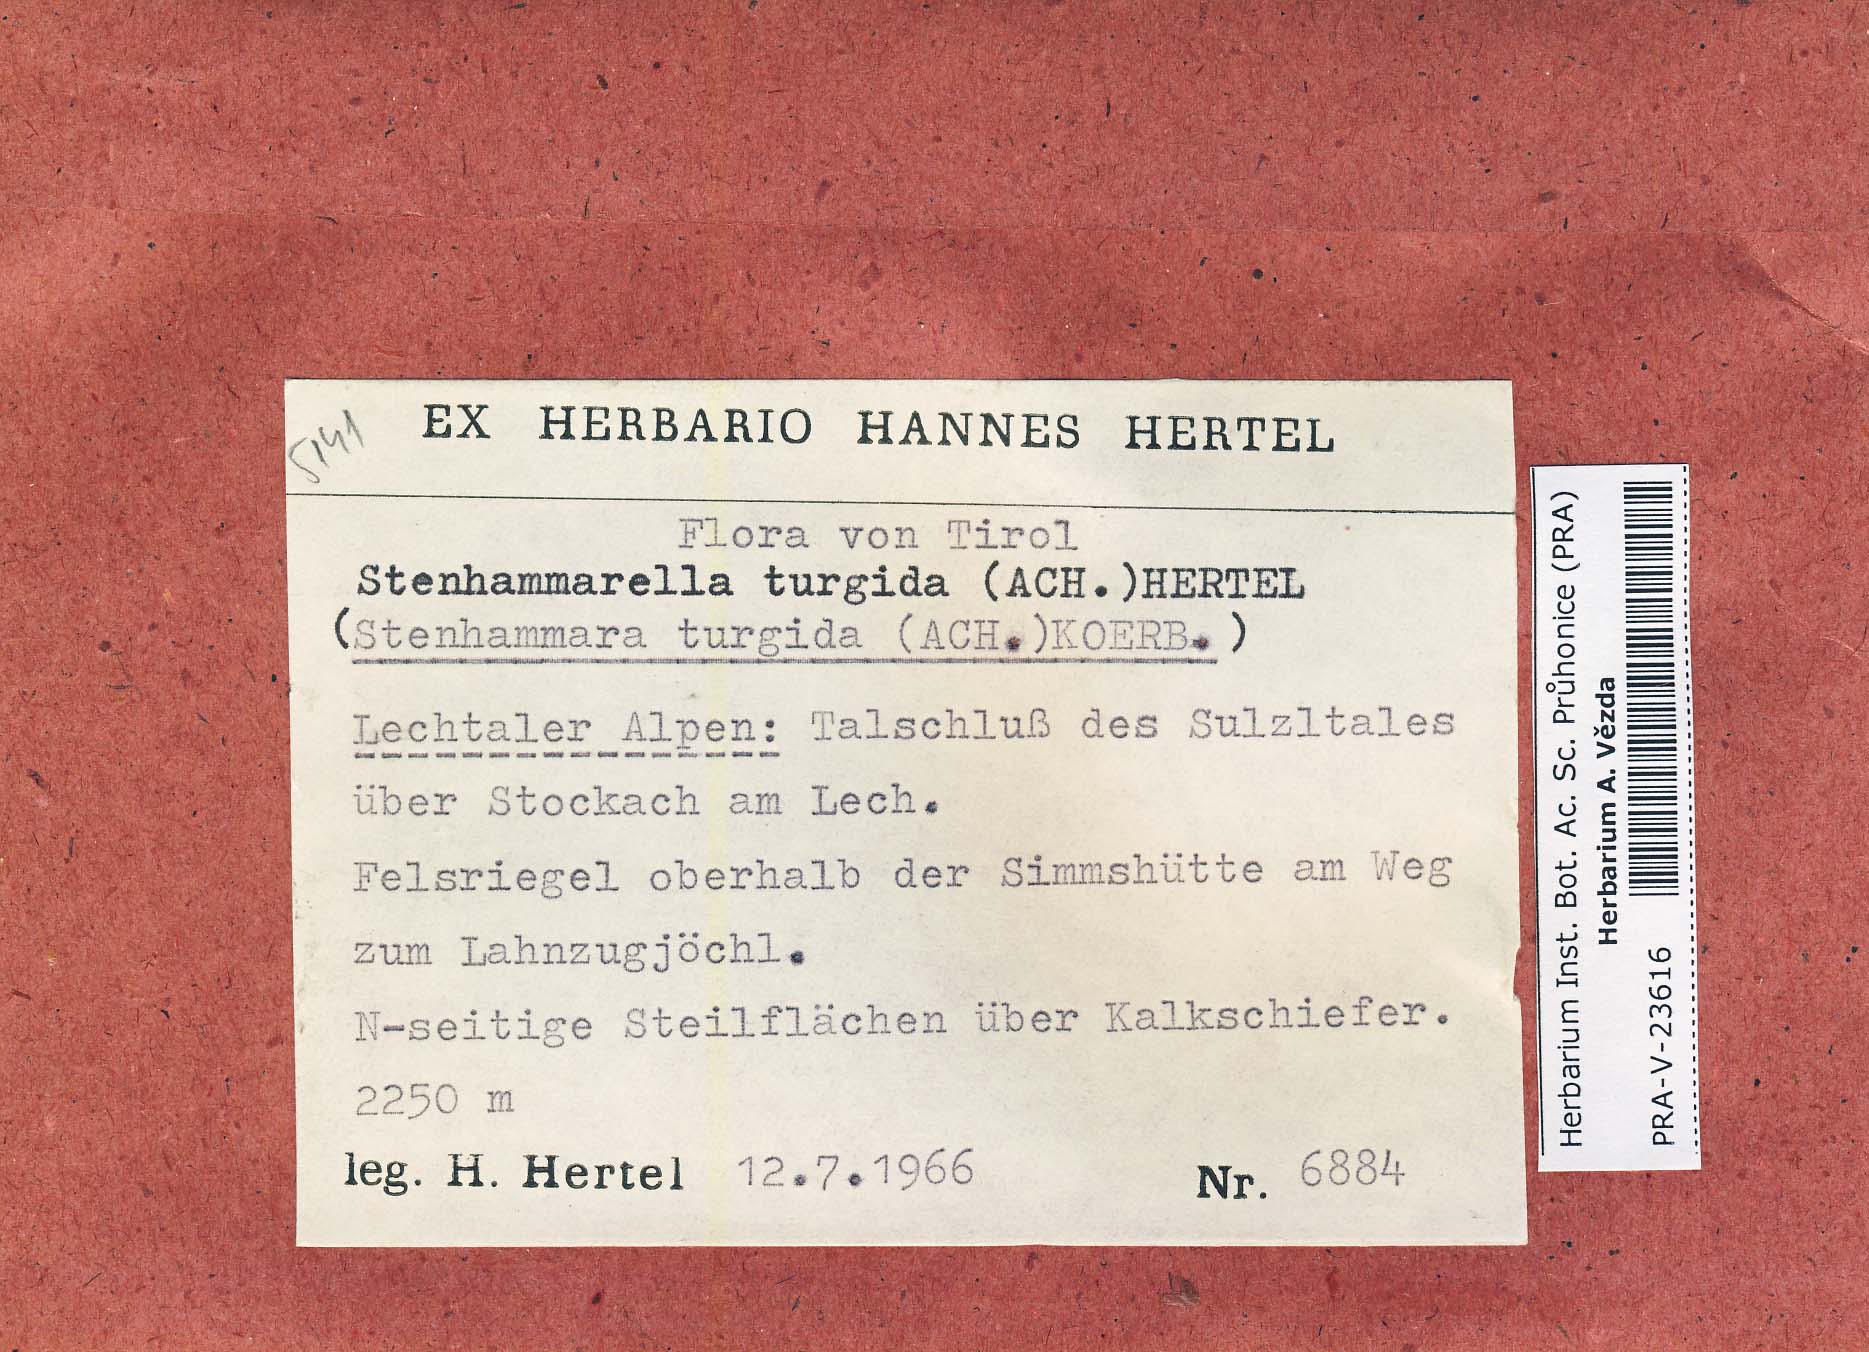 5141
EX HERBARIO HANNES HERTEL
Flora von Tirol
Stenhammarella turgida (ACH.)HERTEL
(Stenhammara turgida (ACH.)KOERB.)
Lechtaler Alpen: Talschluß des Sulzltales
über Stockach am Lech.
Felsriegel oberhalb der Simmshütte am Weg
zum Lahnzugjöchl.
N-seitige Steilflächen über Kalkschiefer.
2250 m
leg. H. Hertel 12.7.1966 Nr. 6884
Herbarium Inst. Bot. Ac. Sc. Průhonice (PRA)
Herbarium A. Vězda
PRA-V-23616